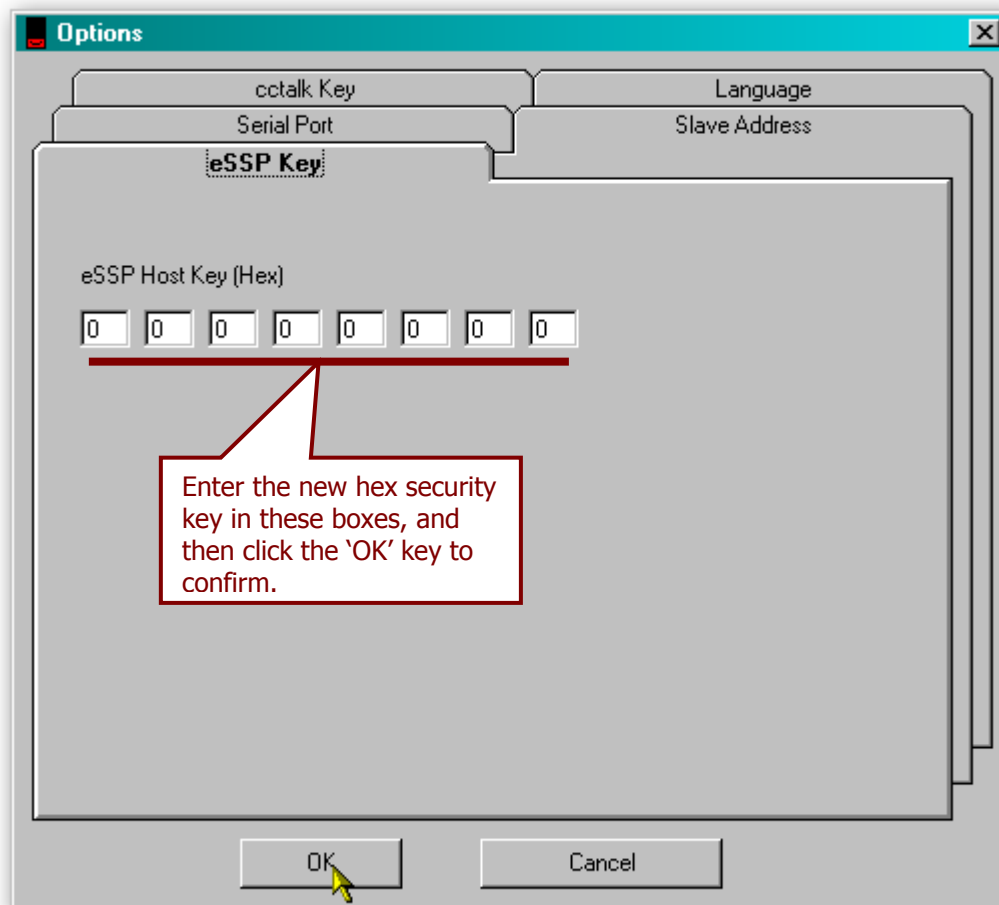 Options
cctalk Key
Language
Serial Port
Slave Address
eSSP Key
eSSP Host Key (Hex)
0 0 0 0 0 0 0 0
Enter the new hex security
key in these boxes, and
then click the ‘OK’ key to
confirm.
OK
Cancel